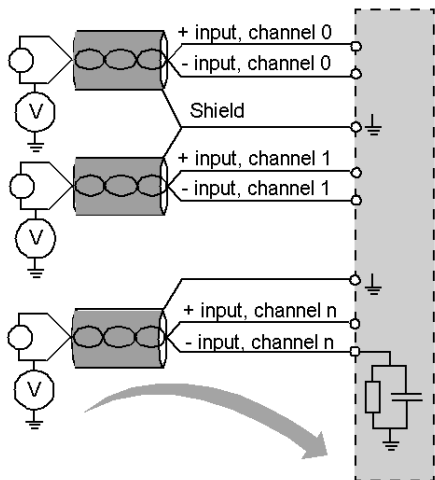 + input, channel 0
- input, channel 0
V
Shield
+ input, channel 1
- input, channel 1
V
+ input, channel n
- input, channel n
V